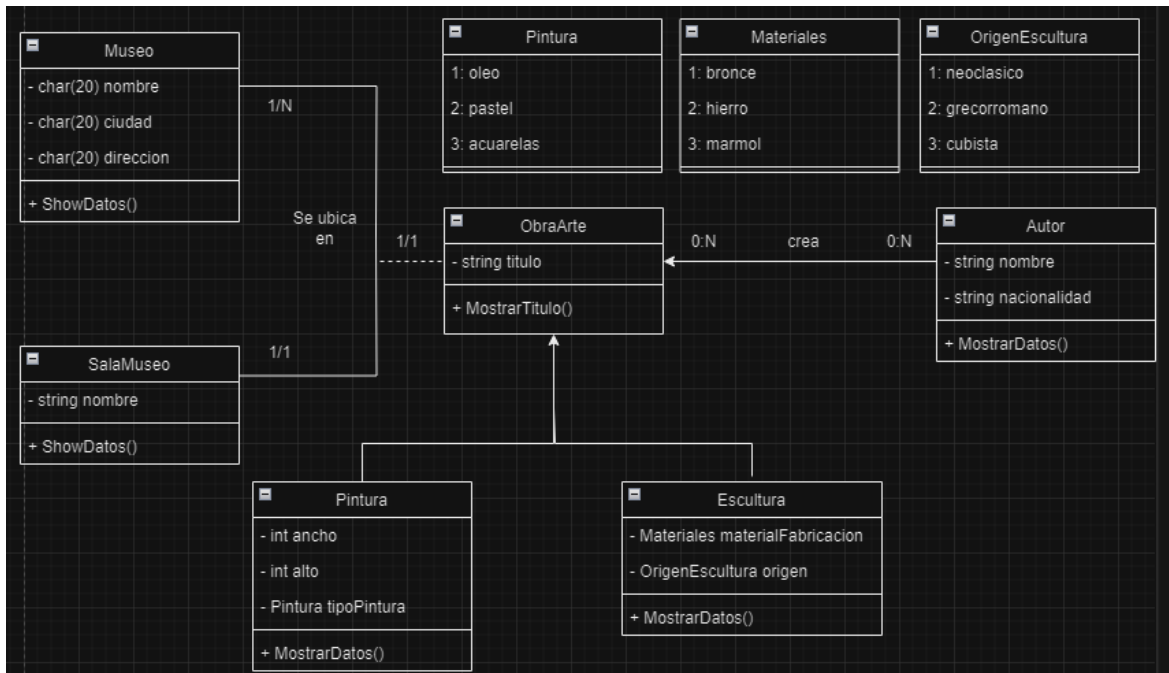 Museo
- char(20) nombre
- char(20) ciudad
- char(20) direccion
+ ShowDatos()
Pintura
1: oleo
2: pastel
3: acuarelas
Materiales
1: bronce
2: hierro
3: marmol
OrigenEscultura
1: neoclasico
2: grecorromano
3: cubista
1/N
Se ubica
en
1/1
1/1
ObraArte
- string titulo
+ MostrarTitulo()
0:N
crea
0:N
Autor
- string nombre
- string nacionalidad
+ MostrarDatos()
SalaMuseo
- string nombre
+ ShowDatos()
Pintura
- int ancho
- int alto
- Pintura tipoPintura
+ MostrarDatos()
Escultura
- Materiales materialFabricacion
- OrigenEscultura origen
+ MostrarDatos()